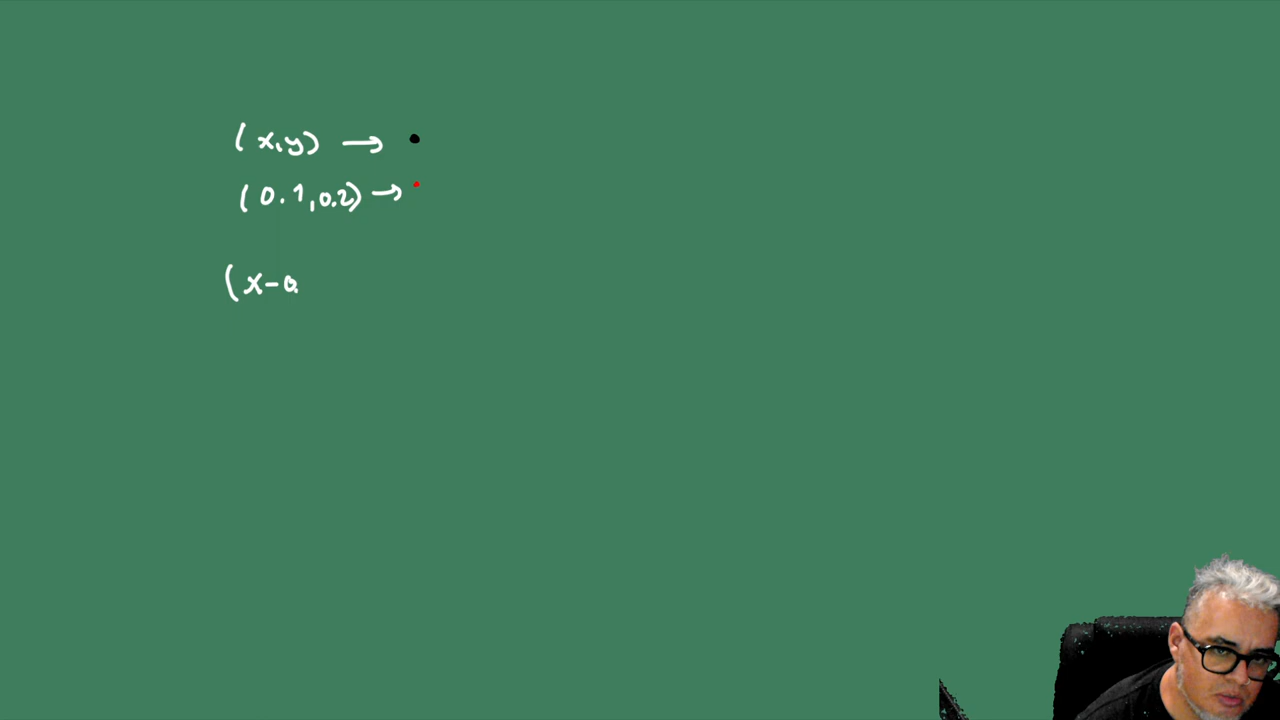 (x,y) → •
(0.1,0.2) → •
(x-0.